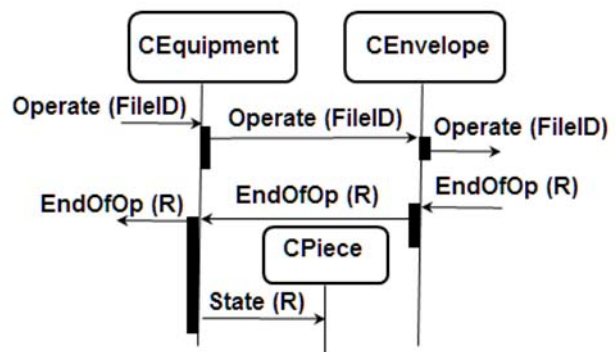 CEquipment
CEnvelope
Operate (FileID)
Operate (FileID)
Operate (FileID)
EndOfOp (R)
EndOfOp (R)
EndOfOp (R)
CPiece
State (R)